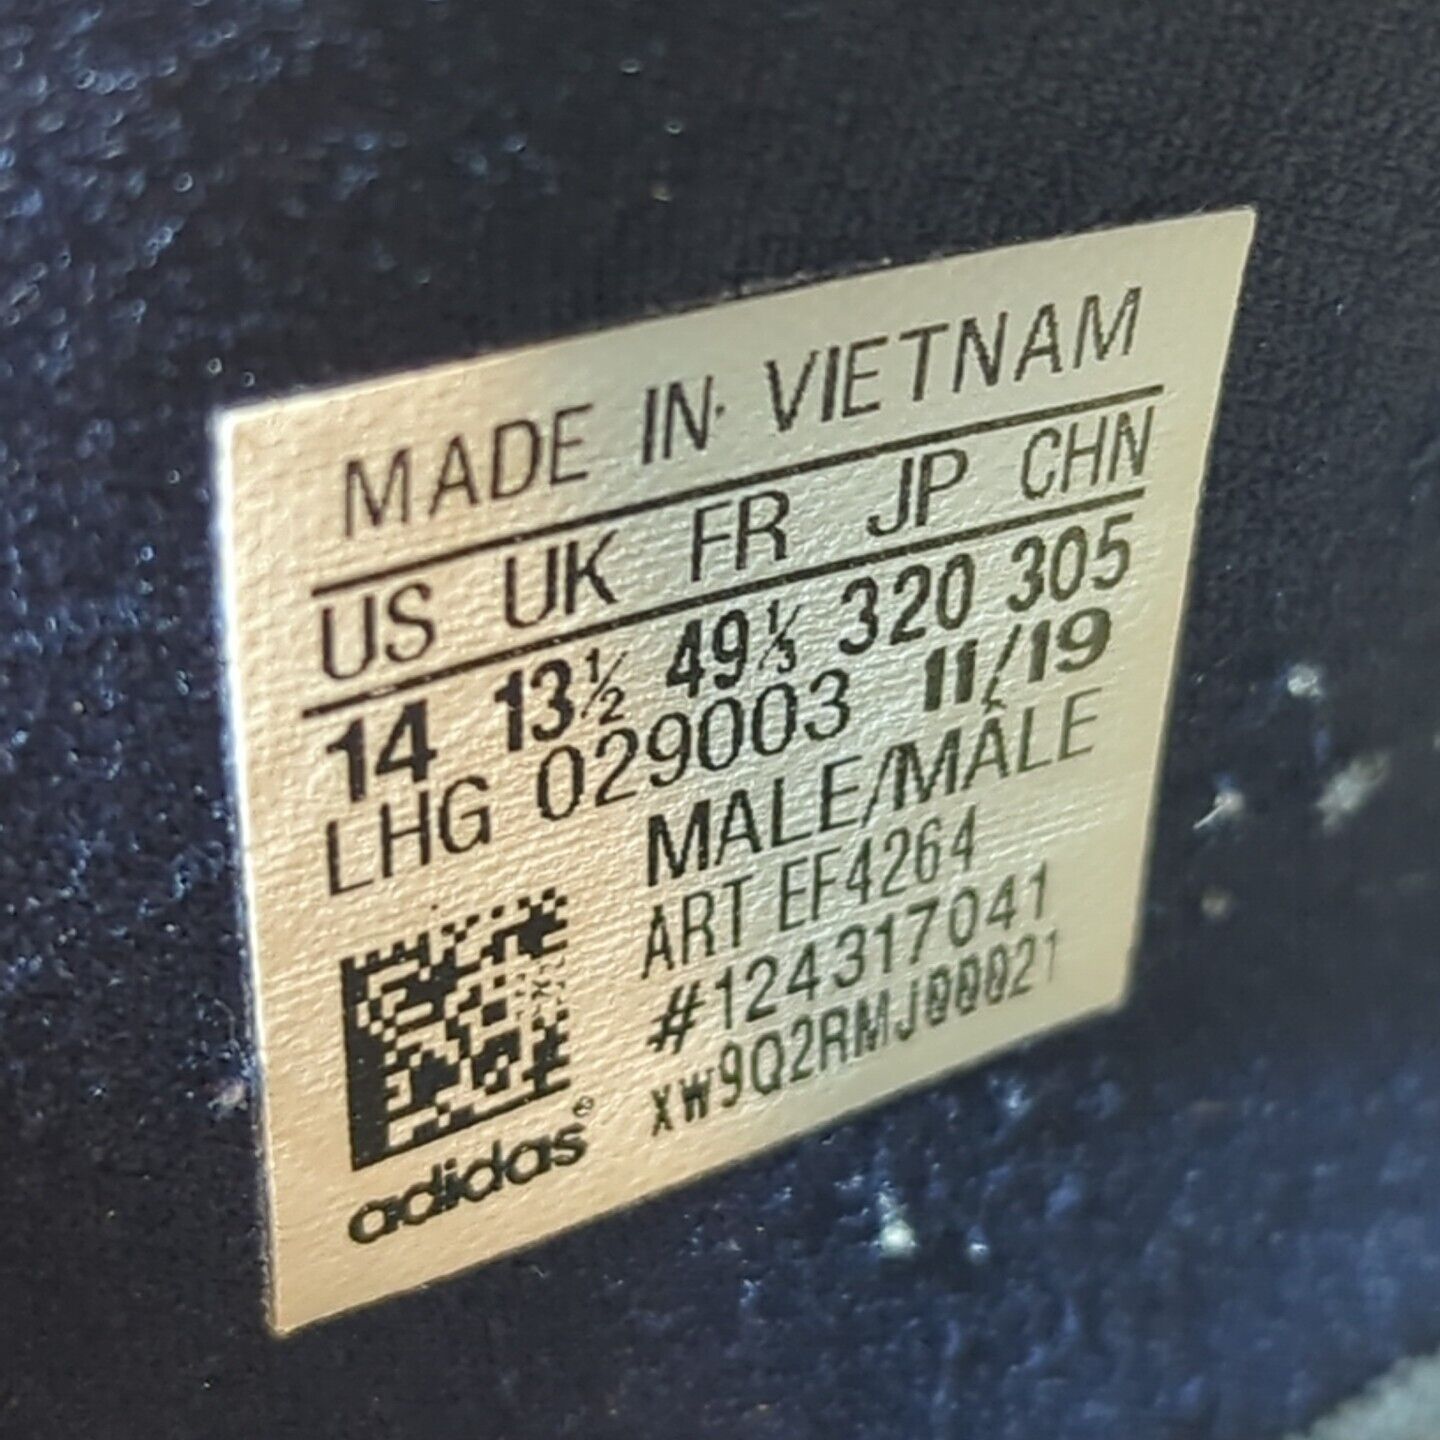 MADE IN VIETNAM
US UK FR JP CHN
14 13½ 49⅓ 320 305
LHG 029003 11/19
MALE/MÂLE
ART EF4264
#124317041
XW9Q2RMJ00021
adidas®